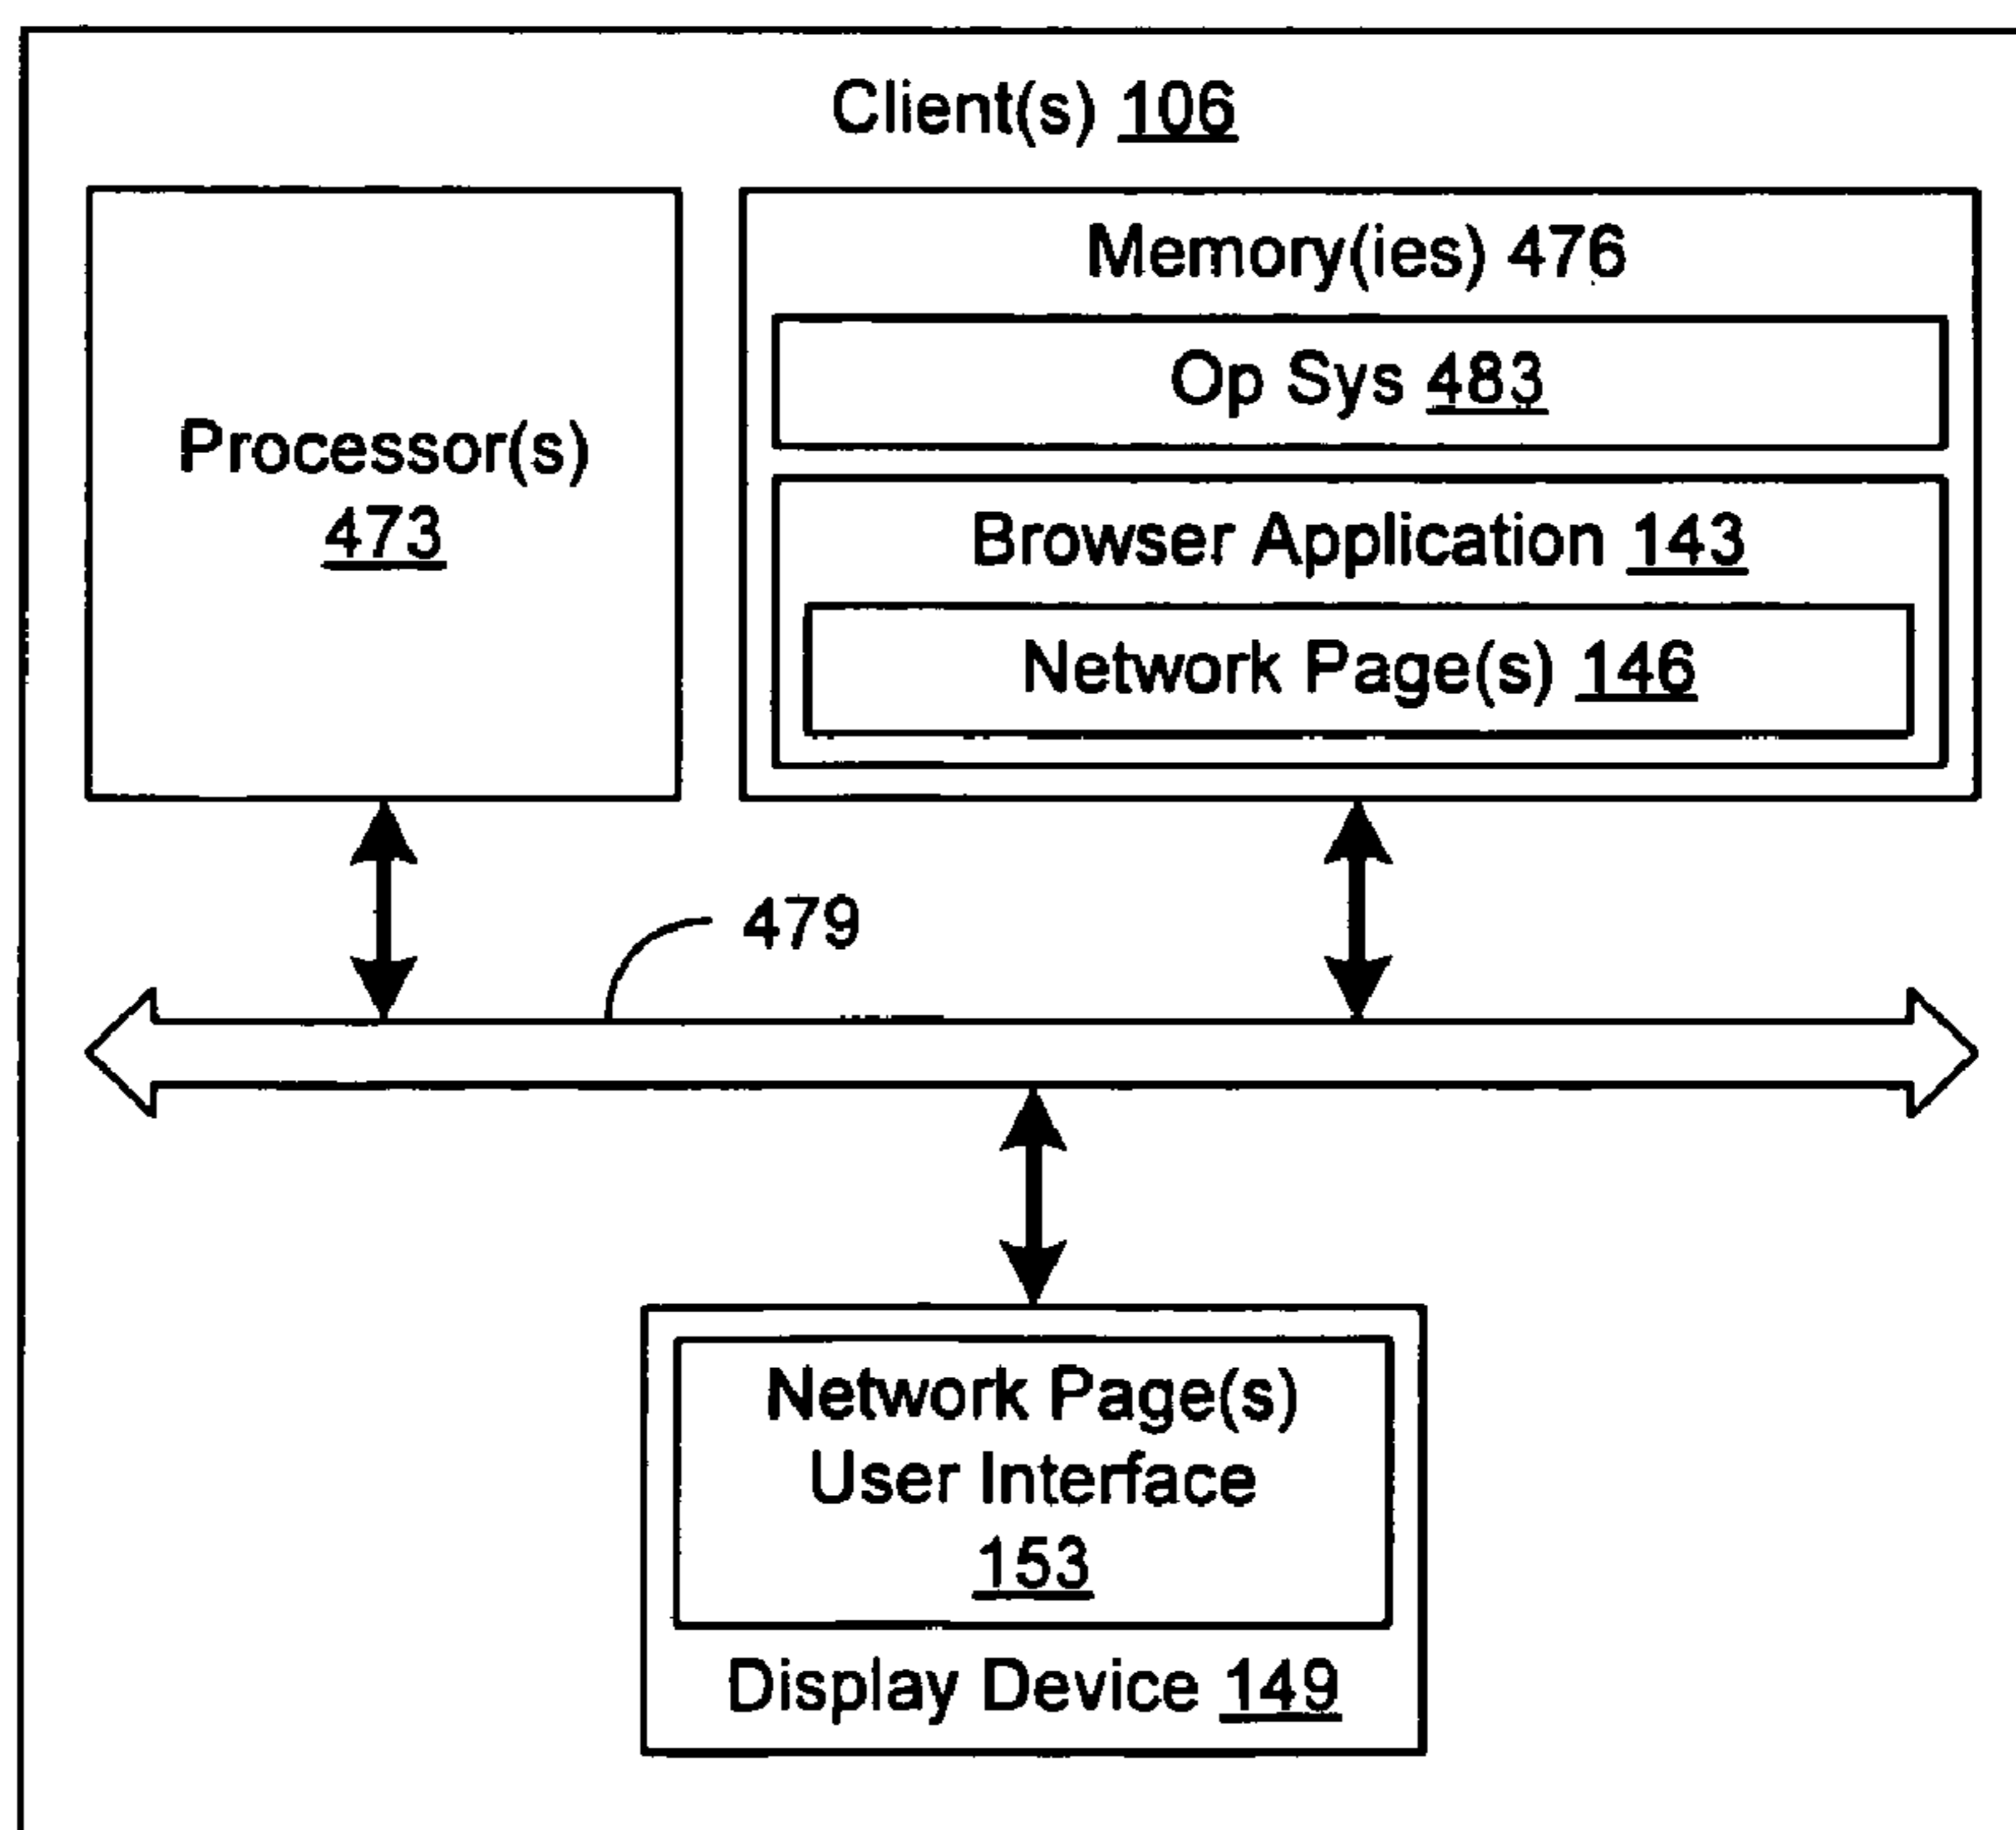 Client(s) 106
Processor(s)
473
Memory(ies) 476
Op Sys 483
Browser Application 143
Network Page(s) 146
479
Network Page(s)
User Interface
153
Display Device 149